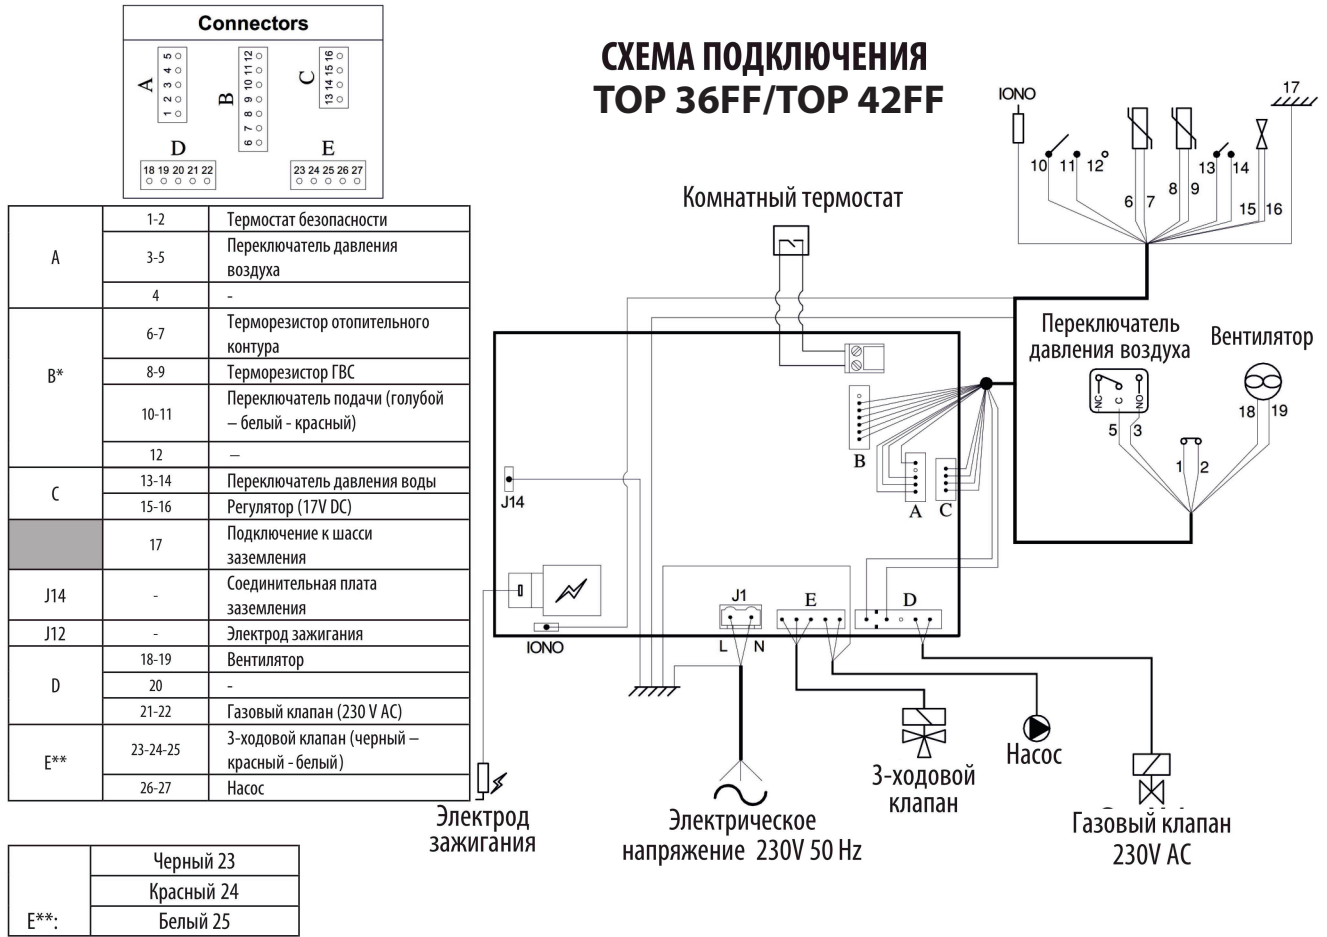 Connectors
A
1 2 3 4 5
B
6 7 8 9 10 11 12
C
13 14 15 16
D
18 19 20 21 22
E
23 24 25 26 27
СХЕМА ПОДКЛЮЧЕНИЯ
TOP 36FF/TOP 42FF
A
1-2 Термостат безопасности
3-5 Переключатель давления
воздуха
4 -
B*
6-7 Терморезистор отопительного
контура
8-9 Терморезистор ГВС
10-11 Переключатель подачи (голубой
– белый - красный)
12 –
C
13-14 Переключатель давления воды
15-16 Регулятор (17V DC)
17 Подключение к шасси
заземления
J14 - Соединительная плата
заземления
J12 - Электрод зажигания
D
18-19 Вентилятор
20 -
21-22 Газовый клапан (230 V AC)
E**
23-24-25 3-ходовой клапан (черный –
красный - белый)
26-27 Насос
E**:
Черный 23
Красный 24
Белый 25
IONO
17
10 11 12
13 14
6 7
8 9
15 16
Комнатный термостат
Переключатель
давления воздуха
Вентилятор
NC C NO
5 3
18 19
1 2
B
A
C
J14
J1
E
D
L N
IONO
Электрод
зажигания
Электрическое
напряжение 230V 50 Hz
3-ходовой
клапан
Насос
Газовый клапан
230V AC